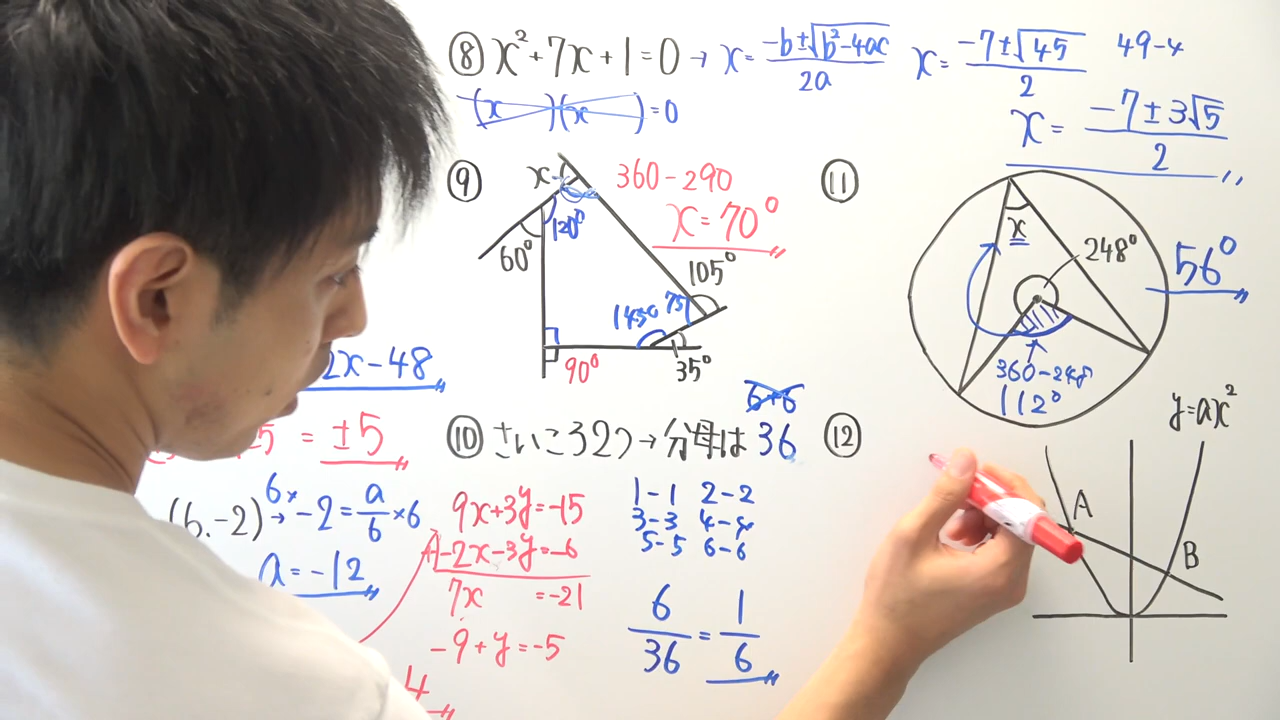 ⑧ x²+7x+1=0 → x= -b±√b²-4ac / 2a
x= -7±√45 / 2
49-4
(x )(x )=0
x= -7±3√5 / 2
⑨ x
360-290
x=70°
60°
120°
105°
75
145°
35°
90°
⑪ x
248°
56°
360-248
112°
2x-48
= ±5
(6.-2) → 6× -2 = a/6 ×6
a=-12
⑩ さいころ2つ→分母は36
6+6
9x+3y=-15
-2x-3y=-6
7x =-21
-9+y=-5
4
1-1 2-2
3-3 4-4
5-5 6-6
6/36 = 1/6
⑫ y=ax²
A
B